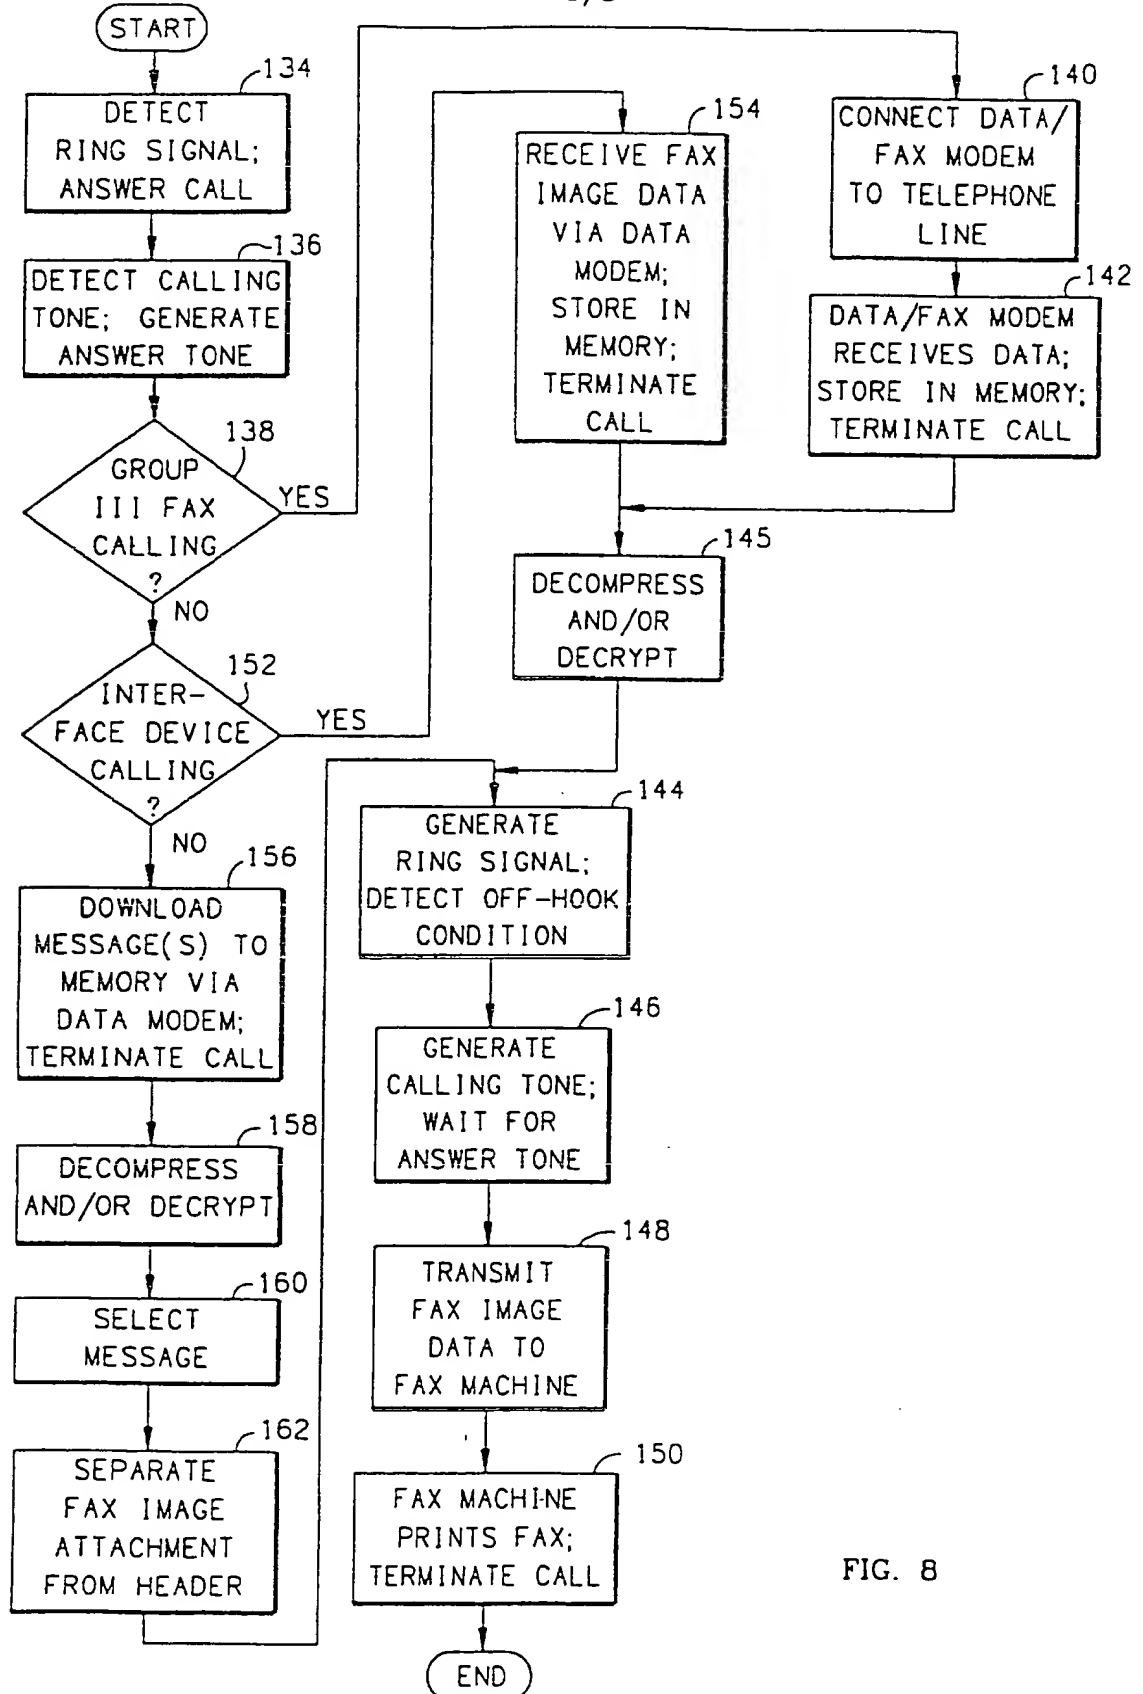 START
134
DETECT
RING SIGNAL;
ANSWER CALL
136
DETECT CALLING
TONE; GENERATE
ANSWER TONE
138
GROUP
III FAX
CALLING
?
YES
NO
152
INTER-
FACE DEVICE
CALLING
?
YES
NO
156
DOWNLOAD
MESSAGE(S) TO
MEMORY VIA
DATA MODEM;
TERMINATE CALL
158
DECOMPRESS
AND/OR DECRYPT
160
SELECT
MESSAGE
162
SEPARATE
FAX IMAGE
ATTACHMENT
FROM HEADER
154
RECEIVE FAX
IMAGE DATA
VIA DATA
MODEM;
STORE IN
MEMORY;
TERMINATE
CALL
140
CONNECT DATA/
FAX MODEM
TO TELEPHONE
LINE
142
DATA/FAX MODEM
RECEIVES DATA;
STORE IN MEMORY;
TERMINATE CALL
145
DECOMPRESS
AND/OR
DECRYPT
144
GENERATE
RING SIGNAL;
DETECT OFF-HOOK
CONDITION
146
GENERATE
CALLING TONE;
WAIT FOR
ANSWER TONE
148
TRANSMIT
FAX IMAGE
DATA TO
FAX MACHINE
150
FAX MACHINE
PRINTS FAX;
TERMINATE CALL
END
FIG. 8